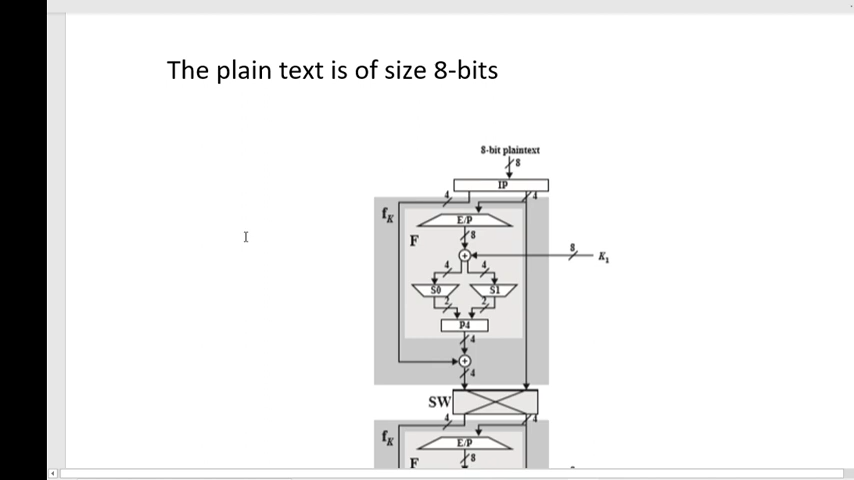 The plain text is of size 8-bits
8-bit plaintext
8
IP
4 4
fK
E/P
F 8
8 K1
4 4
S0 S1
2 2
P4
4
4
SW
4 4
fK
E/P
F 8